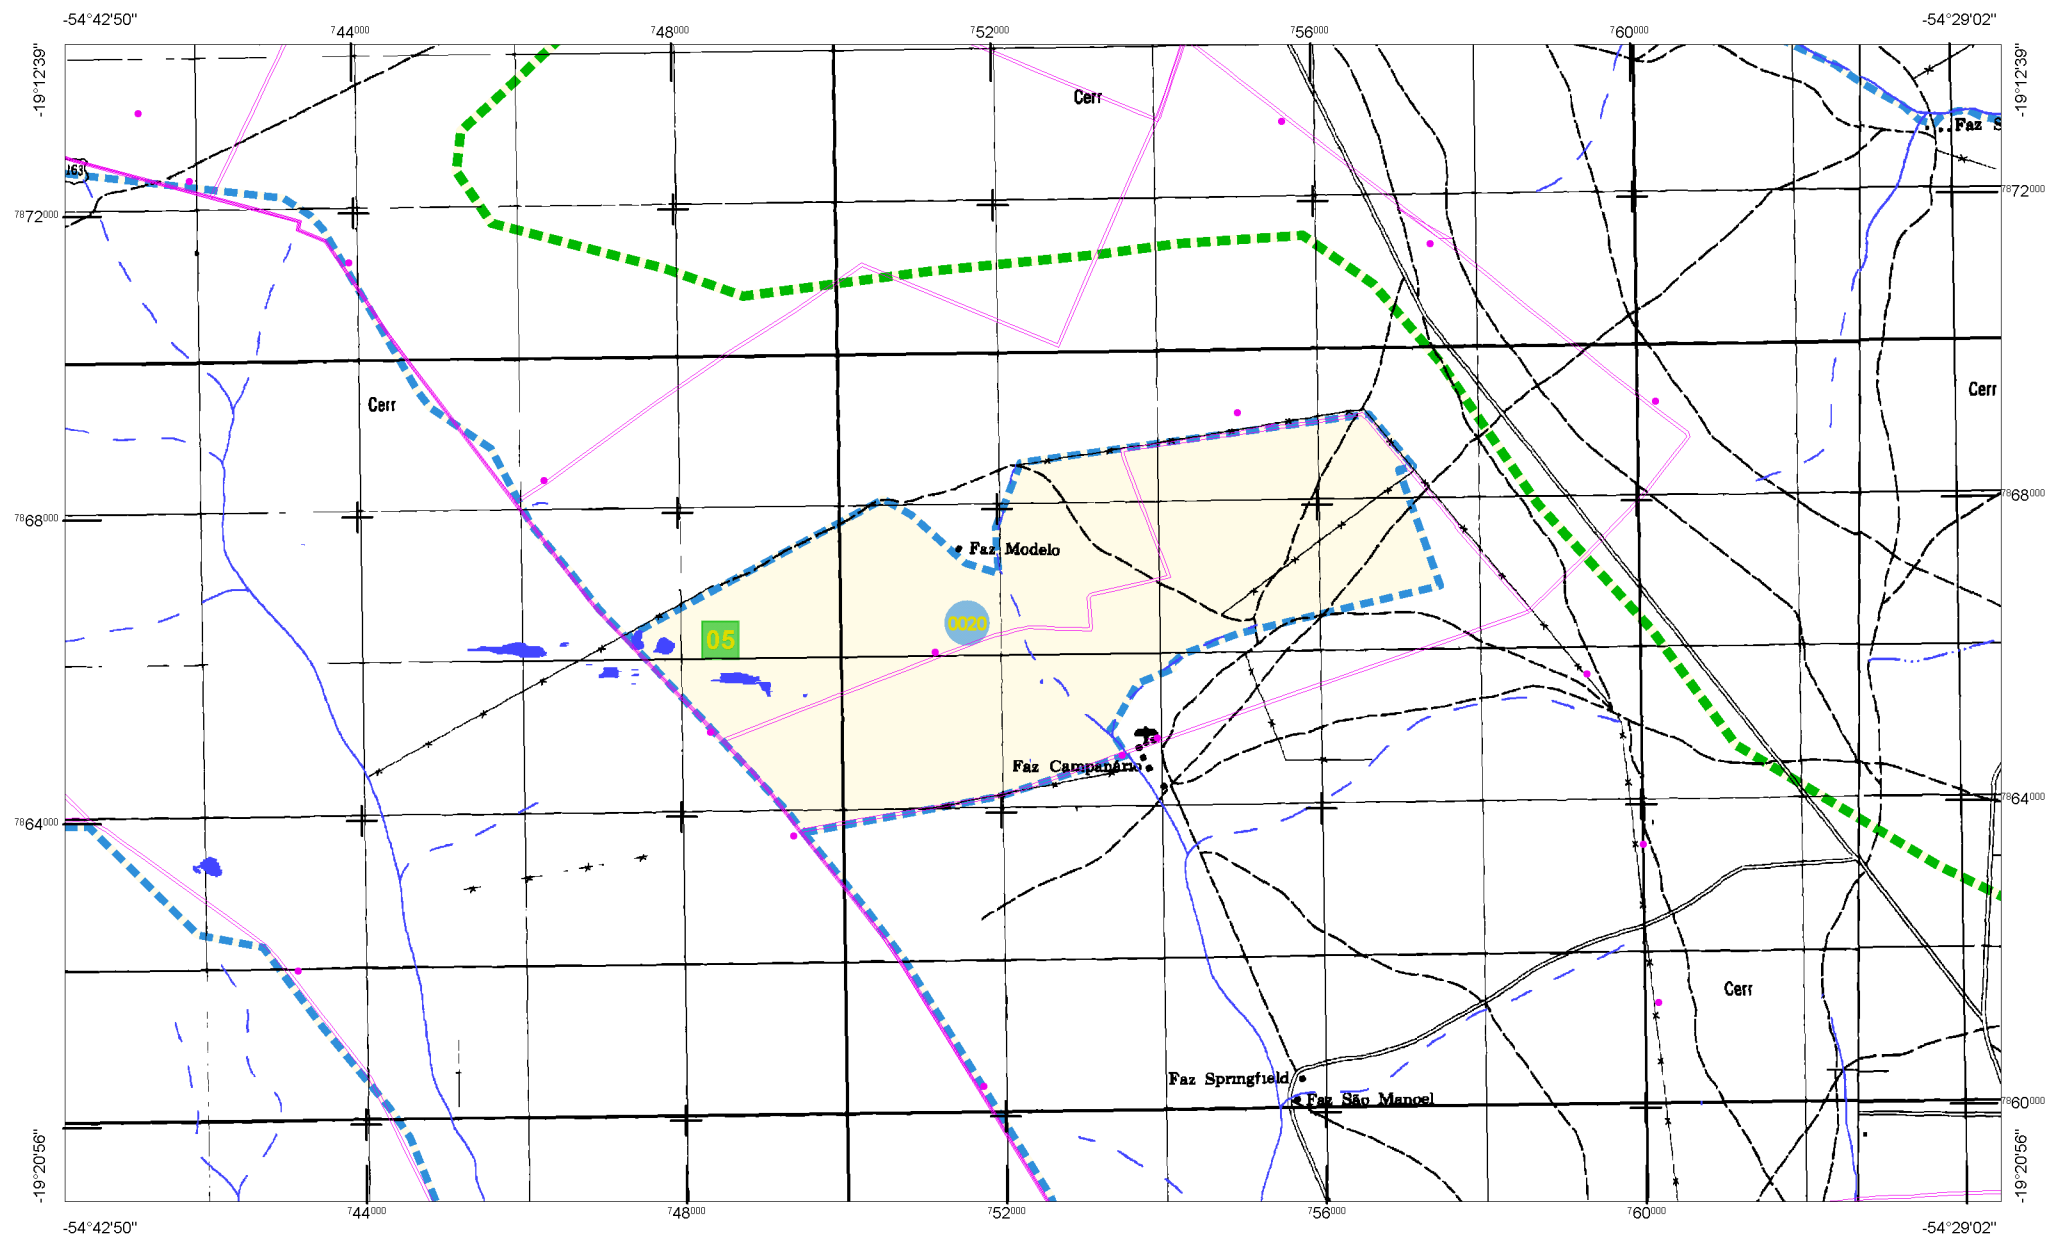 -54°42'50" -54°29'02"
744000 748000 752000 756000 760000
-19°12'39" -19°12'39"
Cerr
Faz S
163
7872000 7872000
Cerr
Cerr
7868000 7868000
Faz Modelo
0020
05
Faz Campanário
7864000 7864000
Cerr
Faz Springfield
Faz São Manoel
7860000
-19°20'56" -19°20'56"
744000 748000 752000 756000 760000
-54°42'50" -54°29'02"